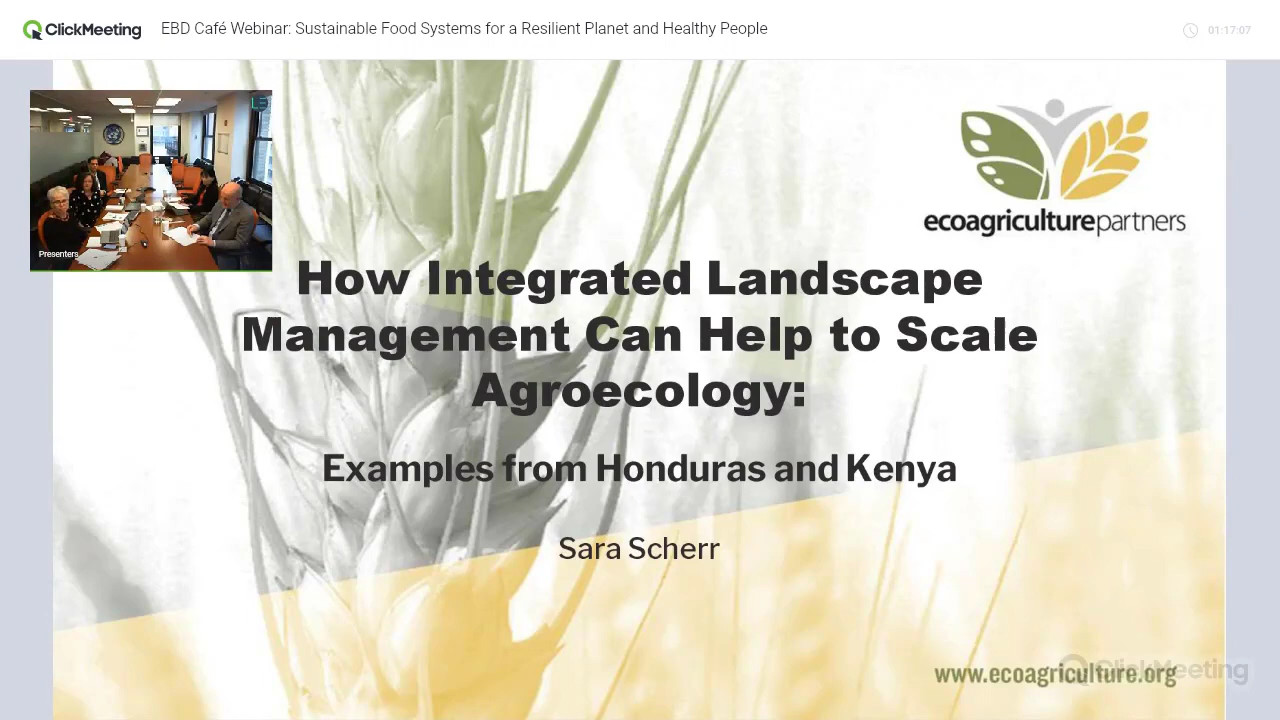 ClickMeeting
EBD Café Webinar: Sustainable Food Systems for a Resilient Planet and Healthy People
01:17:07
Presenters
ecoagriculturepartners
How Integrated Landscape
Management Can Help to Scale
Agroecology:
Examples from Honduras and Kenya
Sara Scherr
www.ecoagriculture.org
ClickMeeting